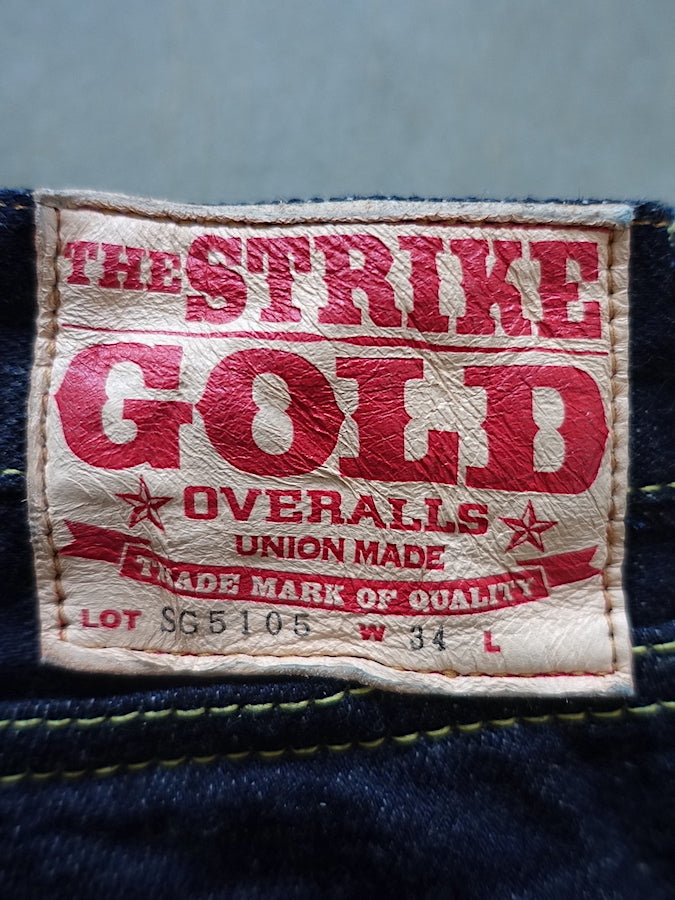 THE STRIKE
GOLD
OVERALLS
UNION MADE
TRADE MARK OF QUALITY
LOT SG5105 W 34 L